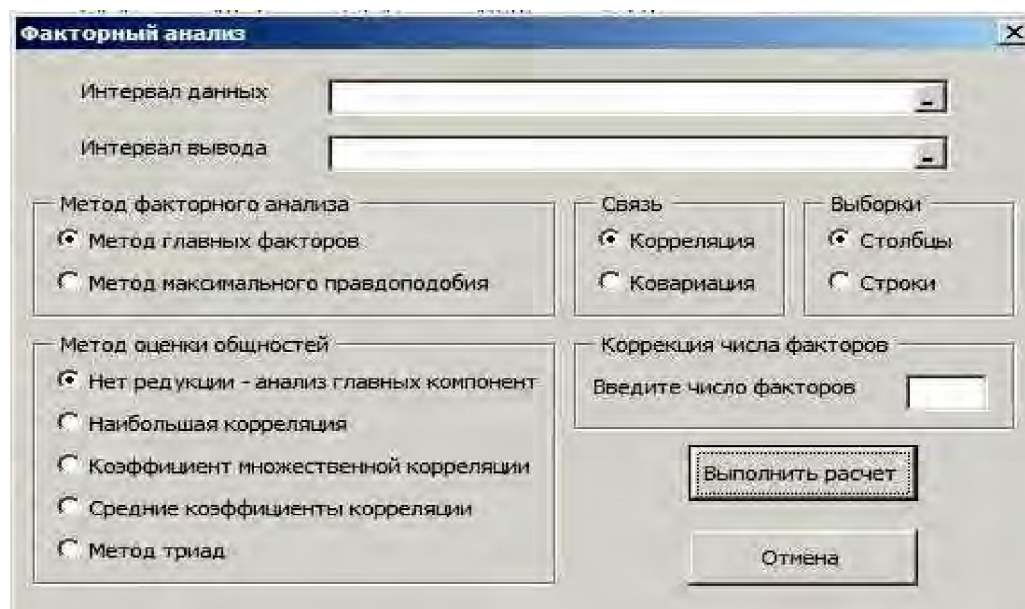 Факторный анализ
Интервал данных
Интервал вывода
Метод факторного анализа
Метод главных факторов
Метод максимального правдоподобия
Связь
Корреляция
Ковариация
Выборки
Столбцы
Строки
Метод оценки общностей
Нет редукции - анализ главных компонент
Наибольшая корреляция
Коэффициент множественной корреляции
Средние коэффициенты корреляции
Метод триад
Коррекция числа факторов
Введите число факторов
Выполнить расчет
Отмена